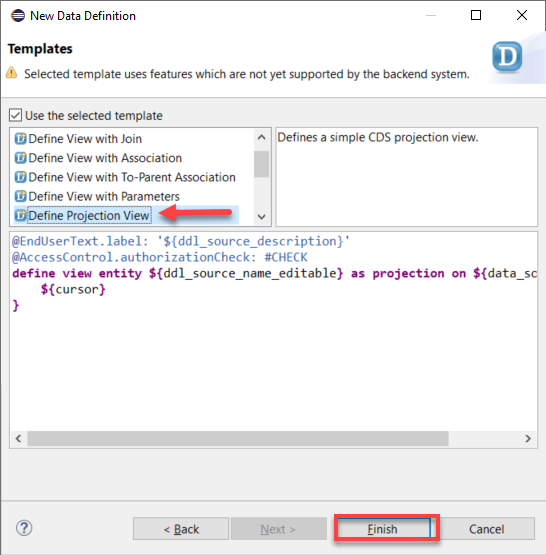 New Data Definition
Templates
Selected template uses features which are not yet supported by the backend system.
Use the selected template
Define View with Join
Define View with Association
Define View with To-Parent Association
Define View with Parameters
Define Projection View
Defines a simple CDS projection view.
@EndUserText.label: '${ddl_source_description}'
@AccessControl.authorizationCheck: #CHECK
define view entity ${ddl_source_name_editable} as projection on ${data_sc
${cursor}
}
< Back
Next >
Finish
Cancel